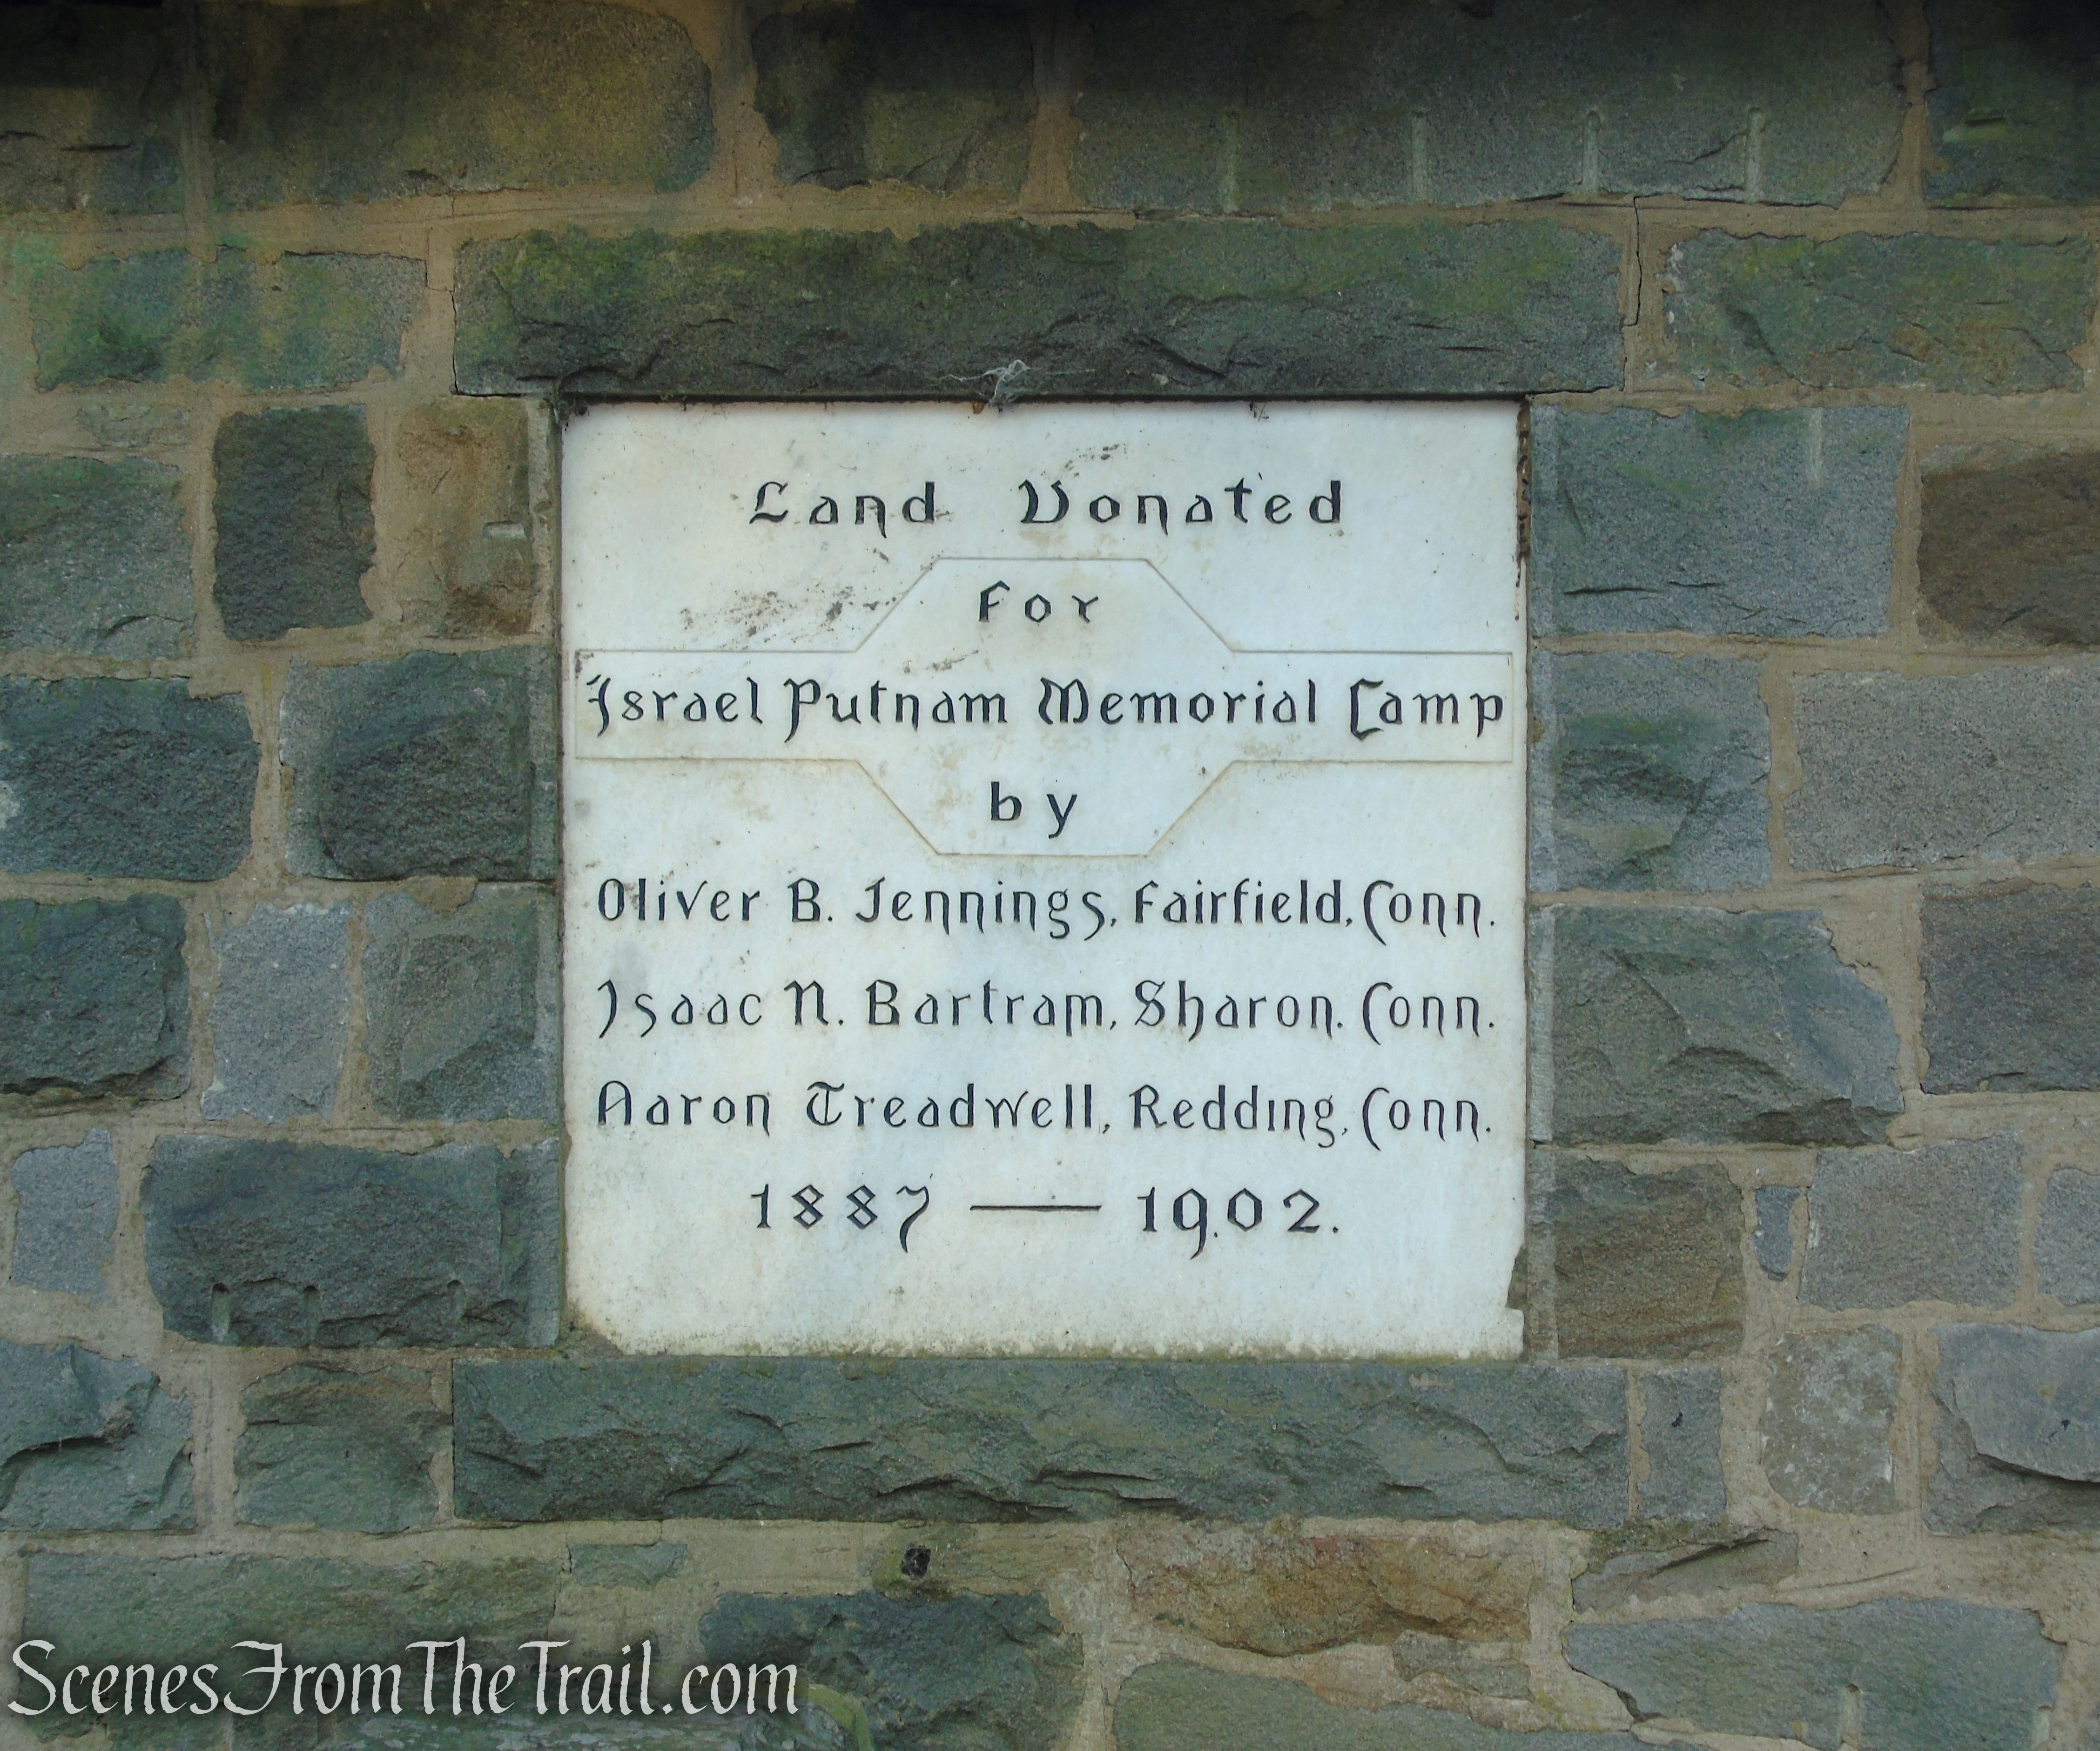 Land Donated
for
Israel Putnam Memorial Camp
by
Oliver B. Jennings, Fairfield, Conn.
Isaac N. Bartram, Sharon. Conn.
Aaron Treadwell, Redding, Conn.
1887 — 1902.
ScenesFromTheTrail.com